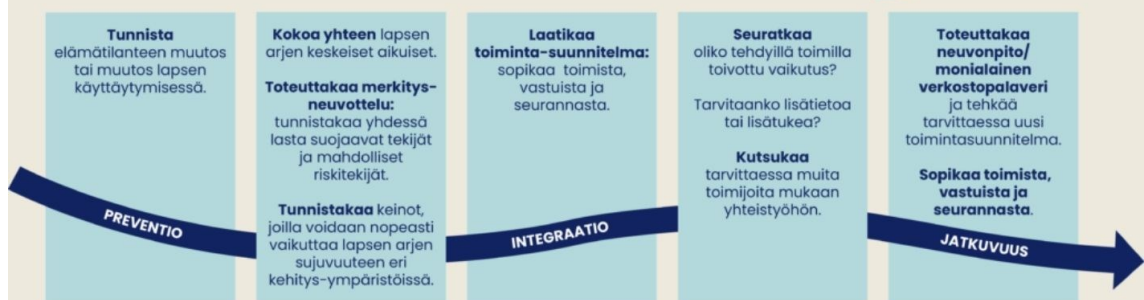 Tunnista
elämätilanteen muutos
tai muutos lapsen
käyttäytymisessä.
Kokoa yhteen lapsen
arjen keskeiset aikuiset.
Toteuttakaa merkitys-
neuvottelu:
tunnistakaa yhdessä
lasta suojaavat tekijät
ja mahdolliset
riskitekijät.
Tunnistakaa keinot,
joilla voidaan nopeasti
vaikuttaa lapsen arjen
sujuvuuteen eri
kehitys-ympäristöissä.
Laatikaa
toiminta-suunnitelma:
sopikaa toimista,
vastuista ja
seurannasta.
Seuratkaa
oliko tehdyillä toimilla
toivottu vaikutus?
Tarvitaanko lisätietoa
tai lisätukea?
Kutsukaa
tarvittaessa muita
toimijoita mukaan
yhteistyöhön.
Toteuttakaa
neuvonpito/
monialainen
verkostopalaveri
ja tehkää
tarvittaessa uusi
toimintasuunnitelma.
Sopikaa toimista,
vastuista ja
seurannasta.
PREVENTIO
INTEGRAATIO
JATKUVUUS